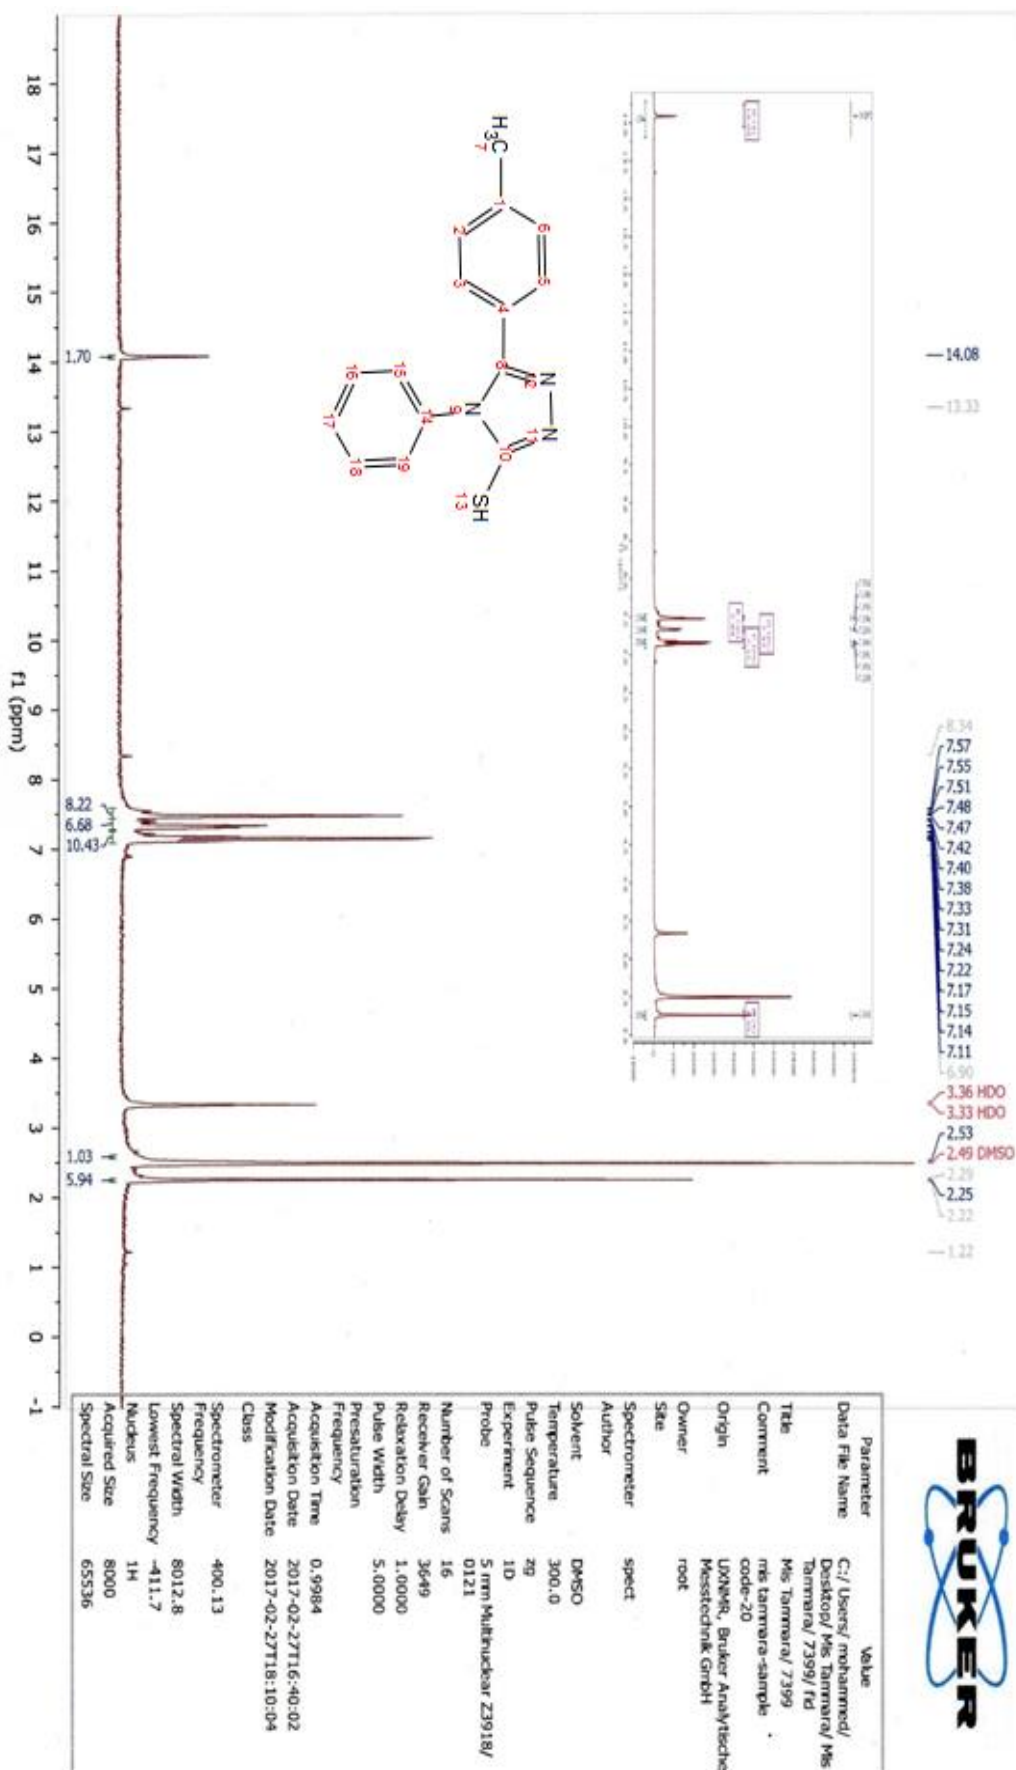 BRUKER
Parameter Value
Data File Name C:/ Users/ mohammed/
Desktop/ Mis Tammara/ Mis
Tammara/ 7399/ fid
Title Mis Tammara/ 7399
Comment mis tammara-sample
code-20
Origin UXNMR, Bruker Analytische
Messtechnik GmbH
Owner root
Site
Spectrometer spect
Author
Solvent DMSO
Temperature 300.0
Pulse Sequence zg
Experiment 1D
Probe 5 mm Multinuclear Z3918/
0121
Number of Scans 16
Receiver Gain 3649
Relaxation Delay 1.0000
Pulse Width 5.0000
Presaturation
Frequency
Acquisition Time 0.9984
Acquisition Date 2017-02-27T16:40:02
Modification Date 2017-02-27T18:10:04
Class
Spectrometer 400.13
Frequency
Spectral Width 8012.8
Lowest Frequency -411.7
Nucleus 1H
Acquired Size 8000
Spectral Size 65536
14.08
13.33
8.34
7.57
7.55
7.51
7.48
7.47
7.42
7.40
7.38
7.33
7.31
7.24
7.22
7.17
7.15
7.14
7.11
6.90
3.36 HDO
3.33 HDO
2.53
2.49 DMSO
2.29
2.25
2.22
1.22
H3C
7
1
6
2
5
3
4
8
N
12
N
11
N
9
10
SH
13
14
15
16
17
18
19
1.70
8.22
6.68
10.43
1.03
5.94
18 17 16 15 14 13 12 11 10 9 8 7 6 5 4 3 2 1 0 -1
f1 (ppm)